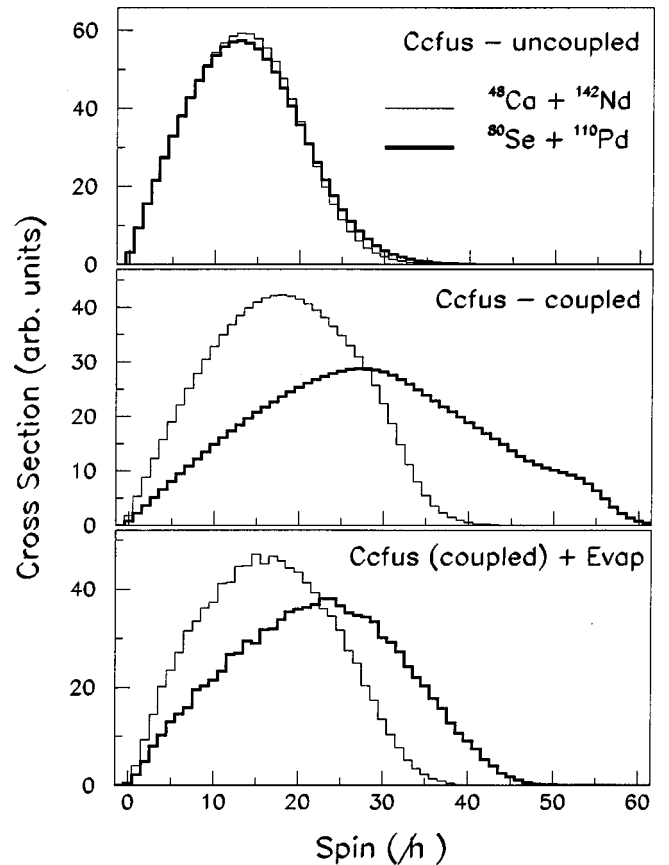 Ccfus – uncoupled
⁴⁸Ca + ¹⁴²Nd
⁸⁰Se + ¹¹⁰Pd
60
40
20
0
Ccfus – coupled
40
30
20
10
0
Ccfus (coupled) + Evap
40
20
0
0 10 20 30 40 50 60
Cross Section (arb. units)
Spin (ℏ)